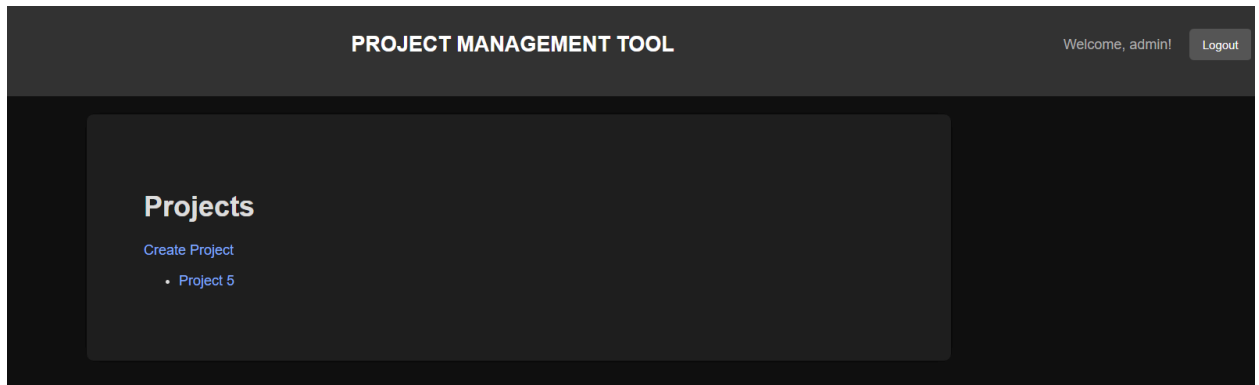 PROJECT MANAGEMENT TOOL
Welcome, admin!
Logout
Projects
Create Project
Project 5